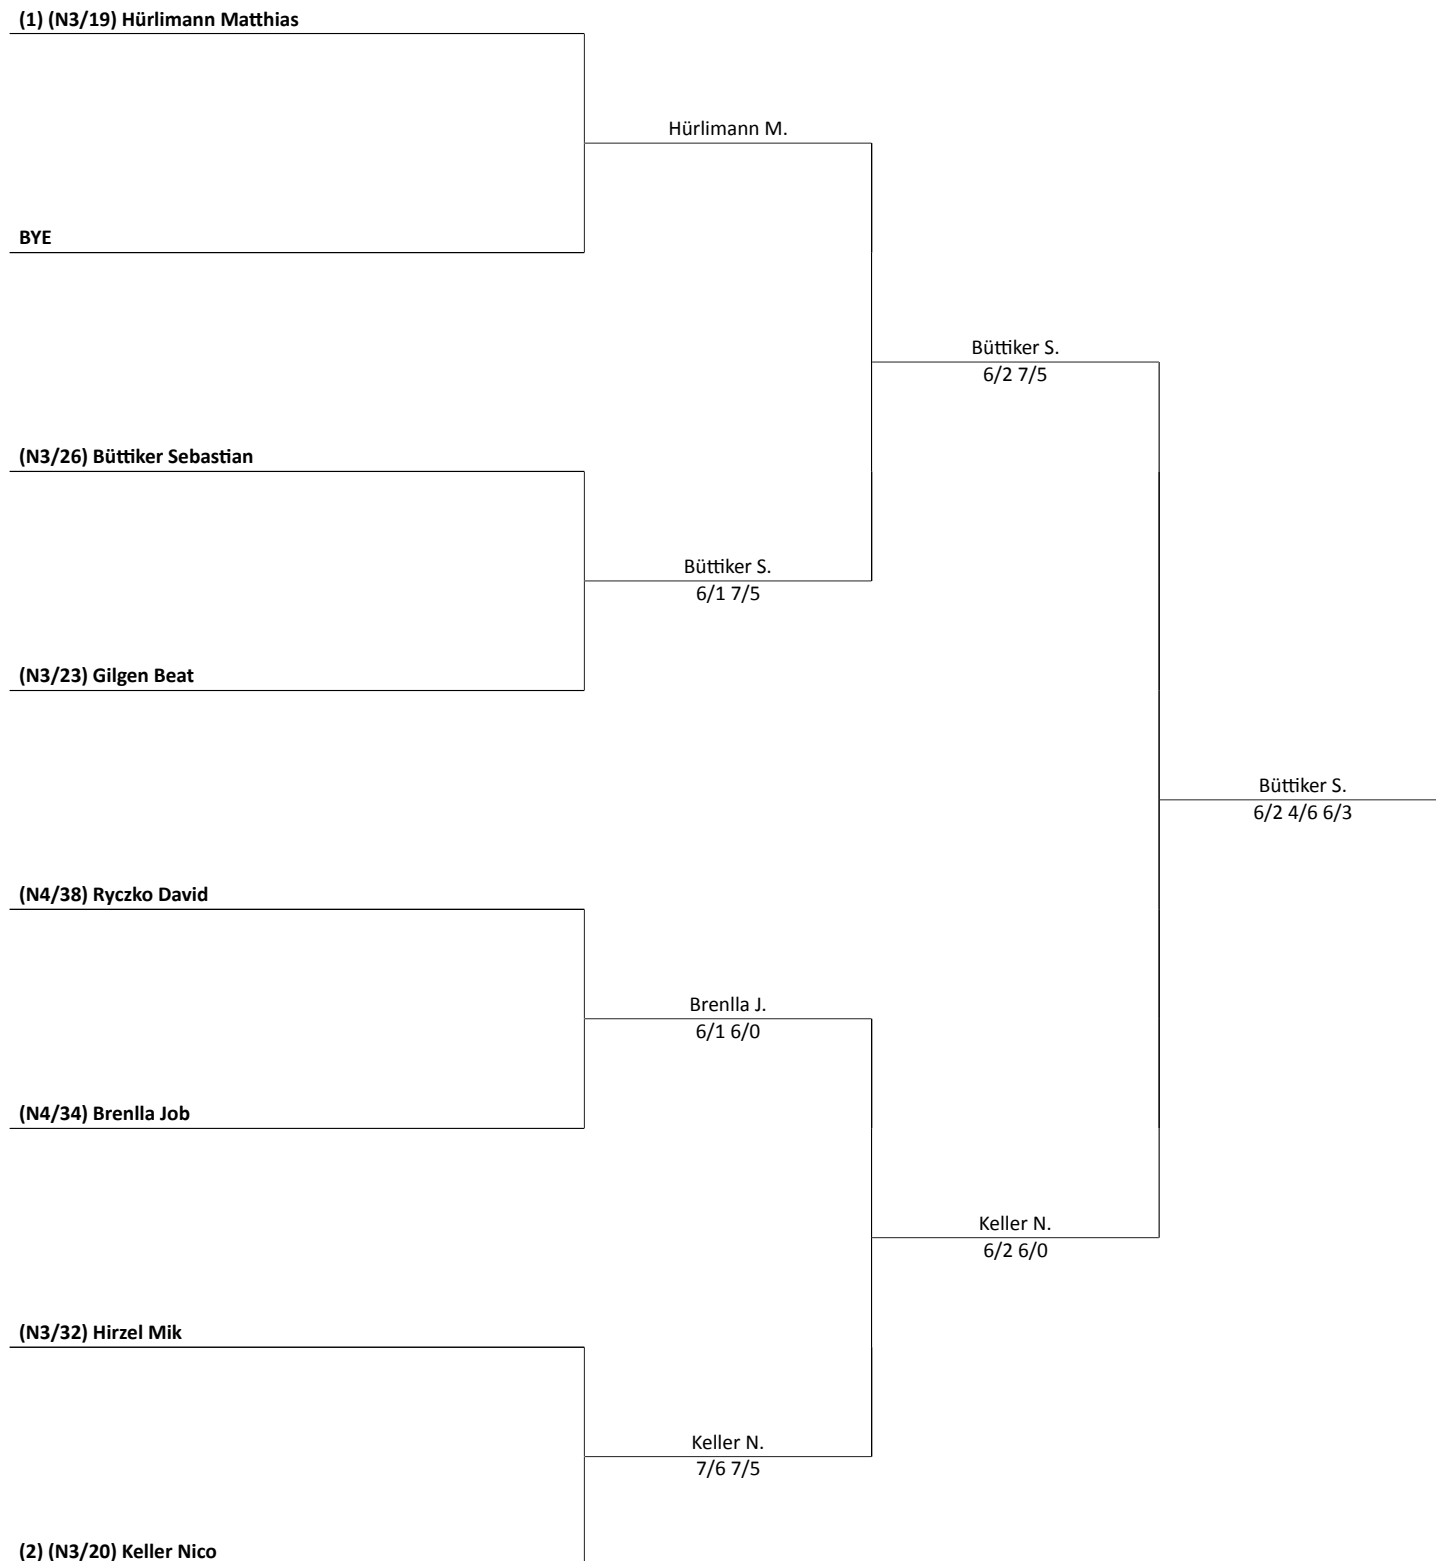 (1) (N3/19) Hürlimann Matthias
Hürlimann M.
BYE
Büttiker S.
6/2 7/5
(N3/26) Büttiker Sebastian
Büttiker S.
6/1 7/5
(N3/23) Gilgen Beat
Büttiker S.
6/2 4/6 6/3
(N4/38) Ryczko David
Brenlla J.
6/1 6/0
(N4/34) Brenlla Job
Keller N.
6/2 6/0
(N3/32) Hirzel Mik
Keller N.
7/6 7/5
(2) (N3/20) Keller Nico